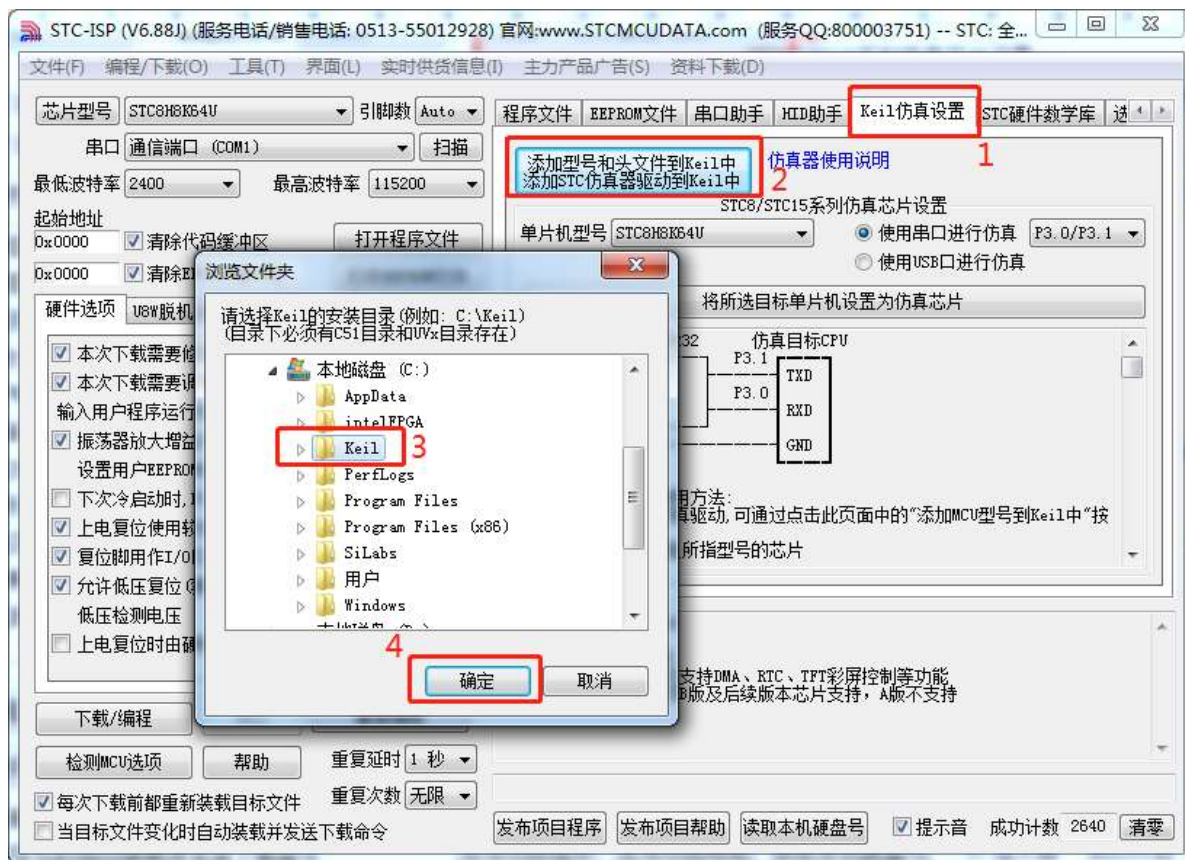 STC-ISP (V6.88J) (服务电话/销售电话: 0513-55012928) 官网:www.STCMCUDATA.com (服务QQ:800003751) -- STC: 全...
文件(F) 编程/下载(O) 工具(T) 界面(L) 实时供货信息(I) 主力产品广告(S) 资料下载(D)
芯片型号 STC8H8K64U 引脚数 Auto
程序文件 EEPROM文件 串口助手 HID助手 Keil仿真设置 STC硬件数学库 选
1
串口 通信端口 (COM1) 扫描
最低波特率 2400 最高波特率 115200
添加型号和头文件到Keil中
添加STC仿真器驱动到Keil中
2
仿真器使用说明
起始地址
0x0000 清除代码缓冲区 打开程序文件
0x0000
STC8/STC15系列仿真芯片设置
单片机型号 STC8H8K64U 使用串口进行仿真 P3.0/P3.1
使用USB口进行仿真
将所选目标单片机设置为仿真芯片
硬件选项 U8W脱机
浏览文件夹
请选择Keil的安装目录(例如: C:\Keil)
(目录下必须有C51目录和UVx目录存在)
本地磁盘 (C:)
AppData
intelFPGA
Keil
3
PerfLogs
Program Files
Program Files (x86)
SiLabs
用户
Windows
4
确定 取消
本次下载需要修
本次下载需要调
输入用户程序运行
振荡器放大增益
设置用户EEPROM
下次冷启动时,
上电复位使用较
复位脚用作I/O
允许低压复位
低压检测电压
上电复位时由硬
32 仿真目标CPU
P3.1 TXD
P3.0 RXD
GND
用方法:
真驱动,可通过点击此页面中的"添加MCU型号到Keil中"按
所指型号的芯片
支持DMA、RTC、TFT彩屏控制等功能
B版及后续版本芯片支持，A版不支持
下载/编程
检测MCU选项 帮助 重复延时 1 秒
每次下载前都重新装载目标文件 重复次数 无限
当目标文件变化时自动装载并发送下载命令
发布项目程序 发布项目帮助 读取本机硬盘号 提示音 成功计数 2640 清零